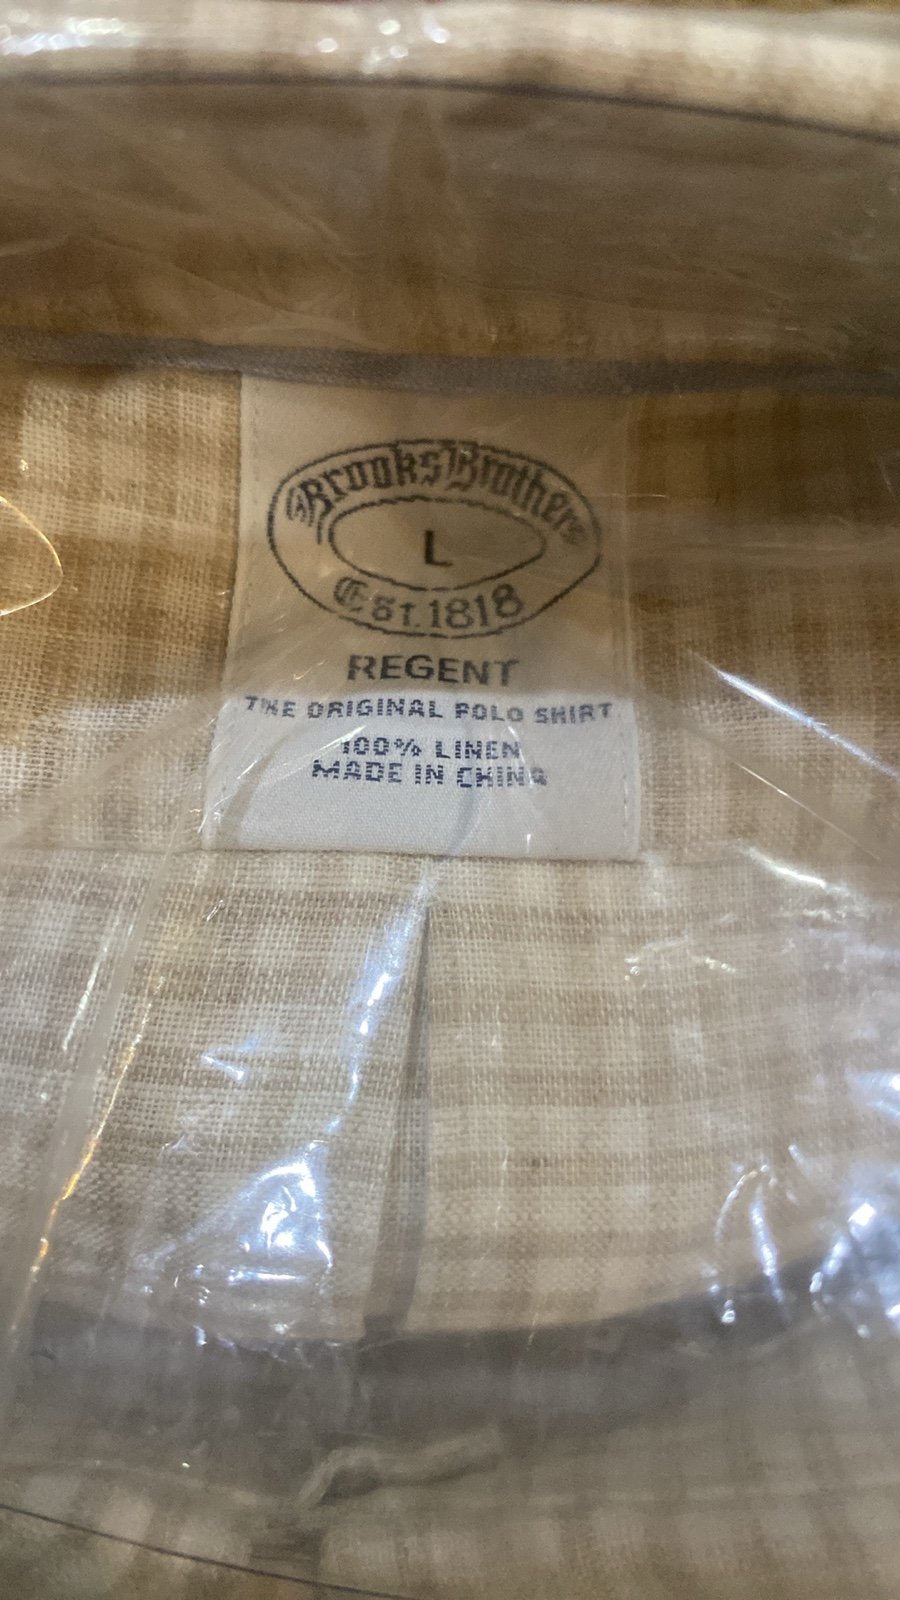 Brooks Brothers
L
Est. 1818
REGENT
THE ORIGINAL POLO SHIRT
100% LINEN
MADE IN CHINA